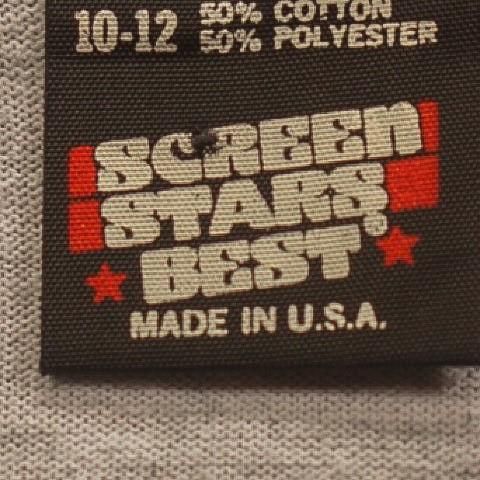 10-12 50% COTTON
50% POLYESTER
SCREEN
STARS
BEST
MADE IN U.S.A.